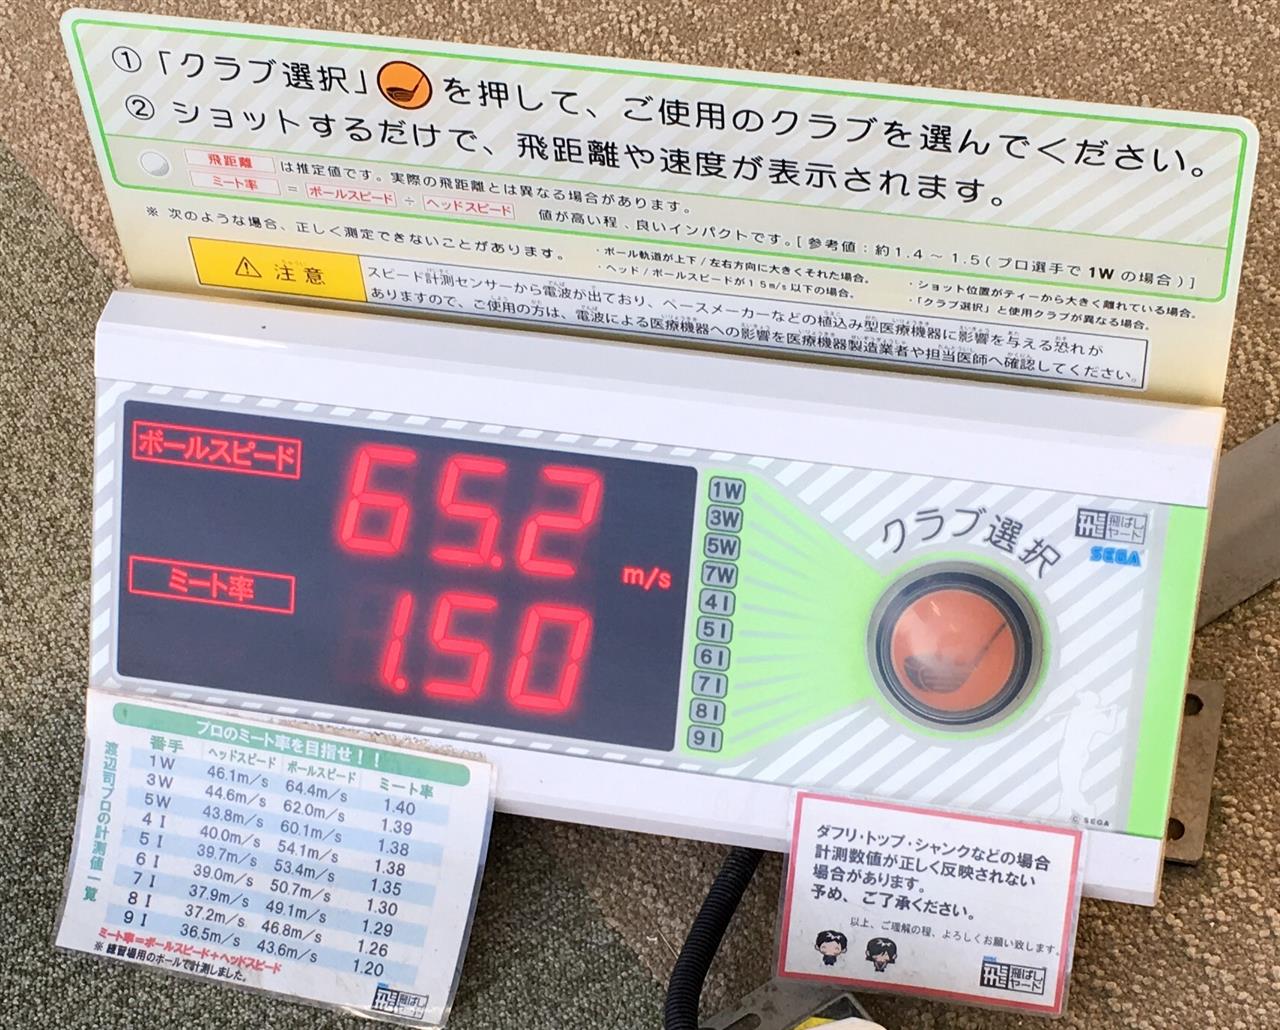 ①「クラブ選択」を押して、ご使用のクラブを選んでください。
② ショットするだけで、飛距離や速度が表示されます。
飛距離 は推定値です。実際の飛距離とは異なる場合があります。
ミート率 = ボールスピード ÷ ヘッドスピード 値が高い程、良いインパクトです。[参考値：約1.4～1.5(プロ選手で1Wの場合)]
※ 次のような場合、正しく測定できないことがあります。
・ボール軌道が上下/左右方向に大きくそれた場合。
・ヘッド/ボールスピードが15m/s以下の場合。
・ショット位置がティーから大きく離れている場合。
・「クラブ選択」と使用クラブが異なる場合。
注意
スピード計測センサーから電波が出ており、ペースメーカーなどの植込み型医療機器に影響を与える恐れが
ありますので、ご使用の方は、電波による医療機器への影響を医療機器製造業者や担当医師へ確認してください。
ボールスピード
65.2
m/s
ミート率
1.50
1W
3W
5W
7W
4I
5I
6I
7I
8I
9I
クラブ選択
飛ばし
ヤード
SEGA
© SEGA
プロのミート率を目指せ！！
渡辺司プロの計測値一覧
番手 ヘッドスピード ボールスピード ミート率
1W 46.1m/s 64.4m/s 1.40
3W 44.6m/s 62.0m/s 1.39
5W 43.8m/s 60.1m/s 1.38
4I 40.0m/s 54.1m/s 1.38
5I 39.7m/s 53.4m/s 1.35
6I 39.0m/s 50.7m/s 1.30
7I 37.9m/s 49.1m/s 1.29
8I 37.2m/s 46.8m/s 1.26
9I 36.5m/s 43.6m/s 1.20
ミート率=ボールスピード÷ヘッドスピード
※ 練習場用のボールで計測しました。
飛ばし
ヤード
ダフリ・トップ・シャンクなどの場合
計測数値が正しく反映されない
場合があります。
予め、ご了承ください。
以上、ご理解の程、よろしくお願い致します。
飛ばし
ヤード